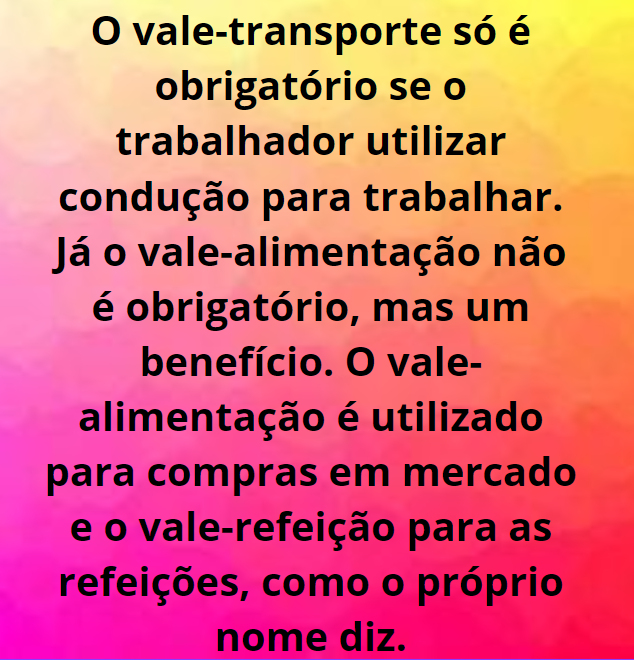 O vale-transporte só é
obrigatório se o
trabalhador utilizar
condução para trabalhar.
Já o vale-alimentação não
é obrigatório, mas um
benefício. O vale-
alimentação é utilizado
para compras em mercado
e o vale-refeição para as
refeições, como o próprio
nome diz.